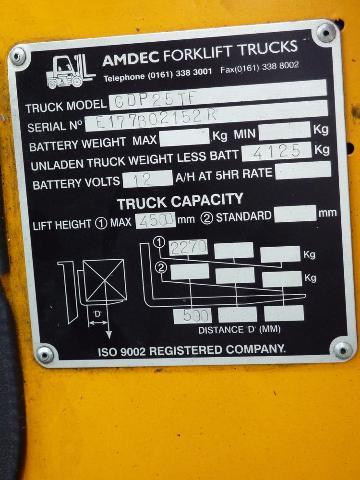 AMDEC FORKLIFT TRUCKS
Telephone (0161) 338 3001 Fax(0161) 338 8002
TRUCK MODEL GDP25TF
SERIAL Nº E177B02152R
BATTERY WEIGHT MAX Kg MIN Kg
UNLADEN TRUCK WEIGHT LESS BATT 4125 Kg
BATTERY VOLTS 12 A/H AT 5HR RATE
TRUCK CAPACITY
LIFT HEIGHT ① MAX 4500 mm ② STANDARD mm
① 2270 Kg
② Kg
'D'
500
DISTANCE 'D' (MM)
ISO 9002 REGISTERED COMPANY.